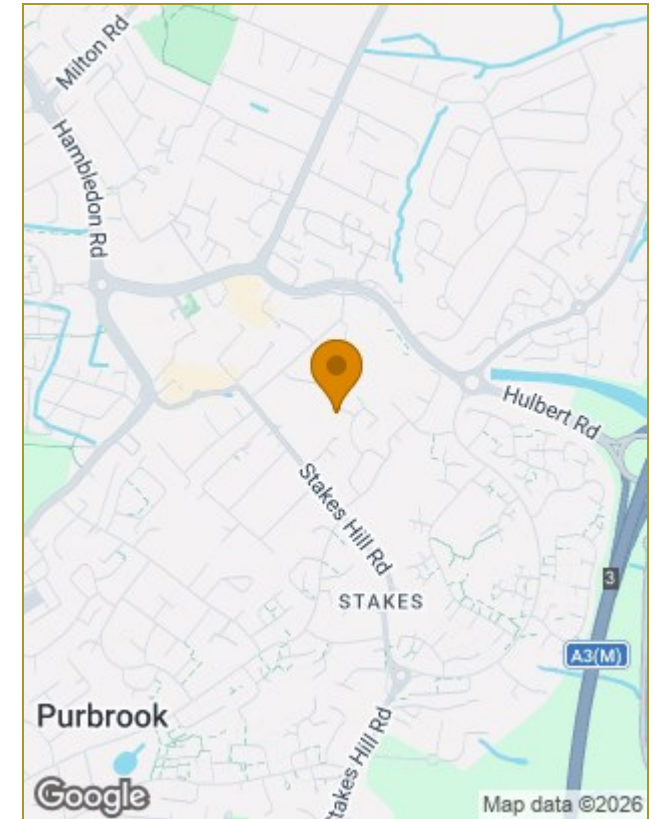 Milton Rd
Hambledon Rd
Hulbert Rd
Stakes Hill Rd
STAKES
3
A3(M)
Purbrook
Stakes Hill Rd
Google
Map data ©2026